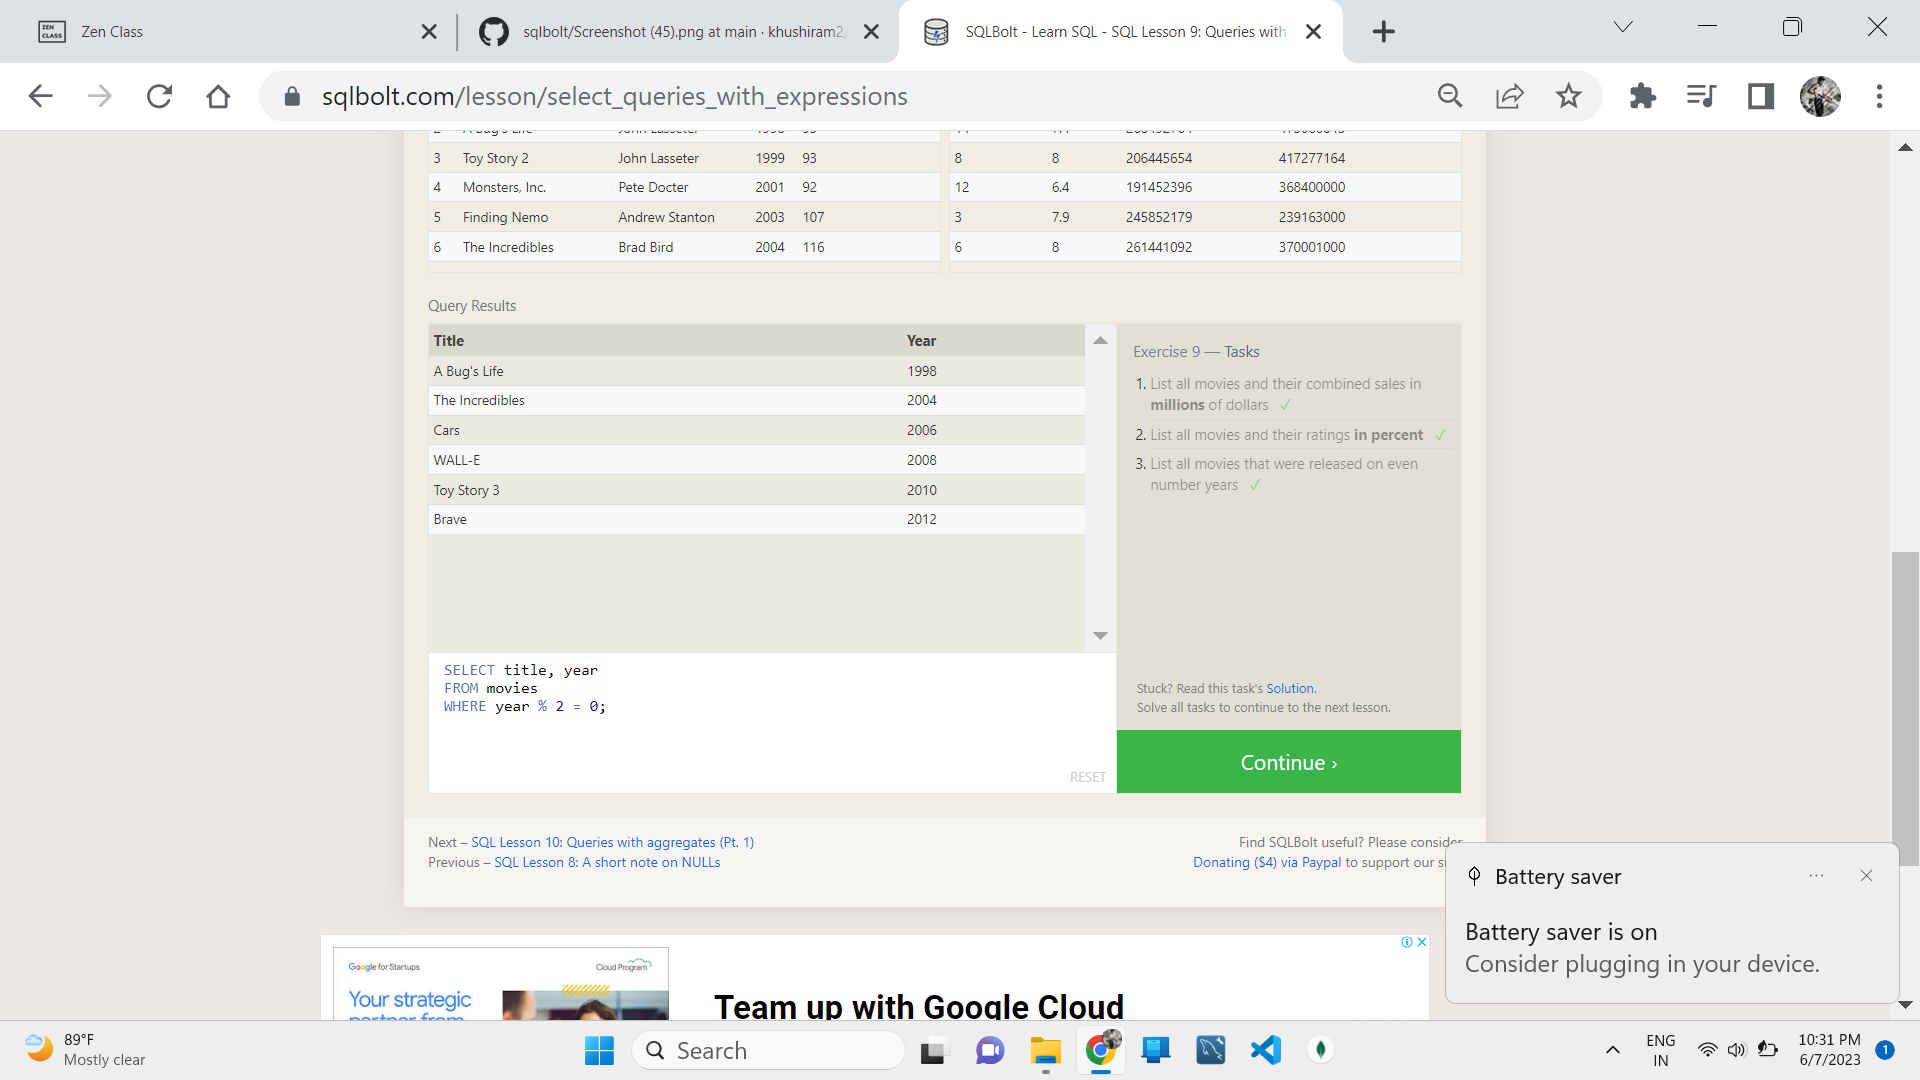 ZEN CLASS
Zen Class
sqlbolt/Screenshot (45).png at main · khushiram2
SQLBolt - Learn SQL - SQL Lesson 9: Queries with
sqlbolt.com/lesson/select_queries_with_expressions
3 Toy Story 2 John Lasseter 1999 93
8 8 206445654 417277164
4 Monsters, Inc. Pete Docter 2001 92
12 6.4 191452396 368400000
5 Finding Nemo Andrew Stanton 2003 107
3 7.9 245852179 239163000
6 The Incredibles Brad Bird 2004 116
6 8 261441092 370001000
Query Results
Title Year
A Bug's Life 1998
The Incredibles 2004
Cars 2006
WALL-E 2008
Toy Story 3 2010
Brave 2012
Exercise 9 — Tasks
1. List all movies and their combined sales in
millions of dollars ✓
2. List all movies and their ratings in percent ✓
3. List all movies that were released on even
number years ✓
SELECT title, year
FROM movies
WHERE year % 2 = 0;
RESET
Stuck? Read this task's Solution.
Solve all tasks to continue to the next lesson.
Continue ›
Next – SQL Lesson 10: Queries with aggregates (Pt. 1)
Previous – SQL Lesson 8: A short note on NULLs
Find SQLBolt useful? Please consider
Donating ($4) via Paypal to support our si
Battery saver
Battery saver is on
Consider plugging in your device.
Google for Startups
Cloud Program
Your strategic
partner from
Team up with Google Cloud
89°F
Mostly clear
Search
ENG
IN
10:31 PM
6/7/2023
1